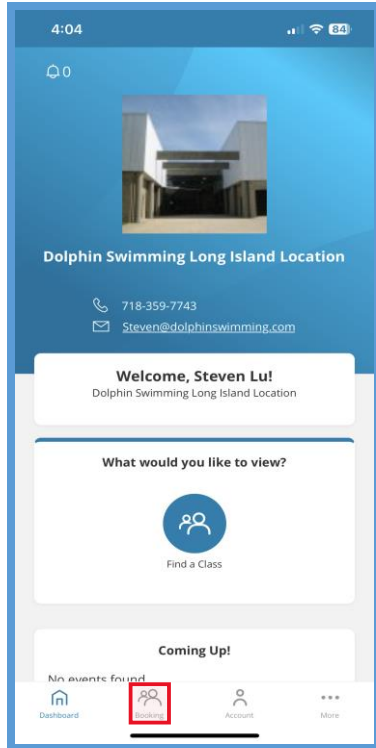 4:04 84
0
Dolphin Swimming Long Island Location
718-359-7743
Steven@dolphinswimming.com
Welcome, Steven Lu!
Dolphin Swimming Long Island Location
What would you like to view?
Find a Class
Coming Up!
No events found
Dashboard Booking Account More